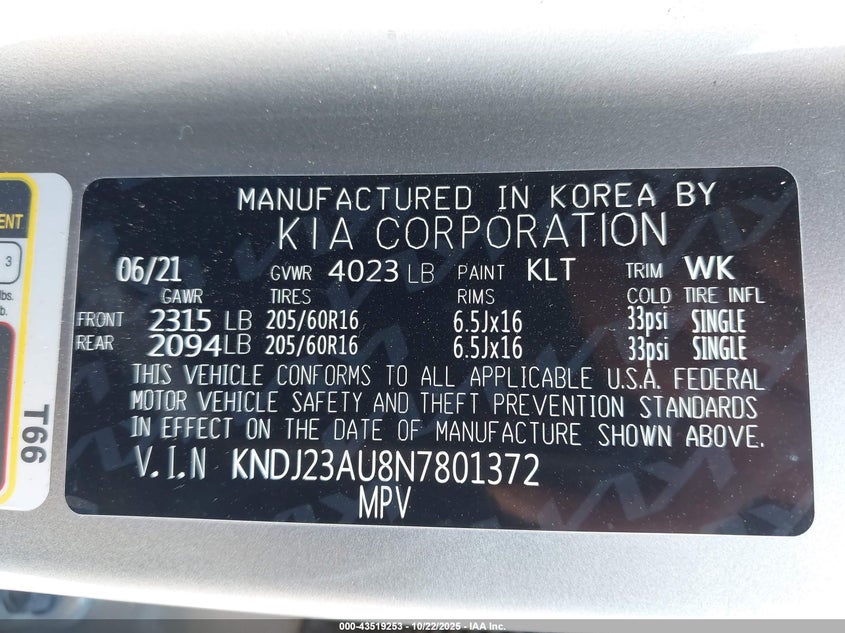 MANUFACTURED IN KOREA BY
KIA CORPORATION
06/21 GVWR 4023 LB PAINT KLT TRIM WK
GAWR TIRES RIMS COLD TIRE INFL
FRONT 2315 LB 205/60R16 6.5Jx16 33psi SINGLE
REAR 2094 LB 205/60R16 6.5Jx16 33psi SINGLE
THIS VEHICLE CONFORMS TO ALL APPLICABLE U.S.A. FEDERAL
MOTOR VEHICLE SAFETY AND THEFT PREVENTION STANDARDS
IN EFFECT ON THE DATE OF MANUFACTURE SHOWN ABOVE.
V.I.N KNDJ23AU8N7801372
MPV
3
lbs.
b.
T66
000-43519253 - 10/22/2025 - IAA Inc.